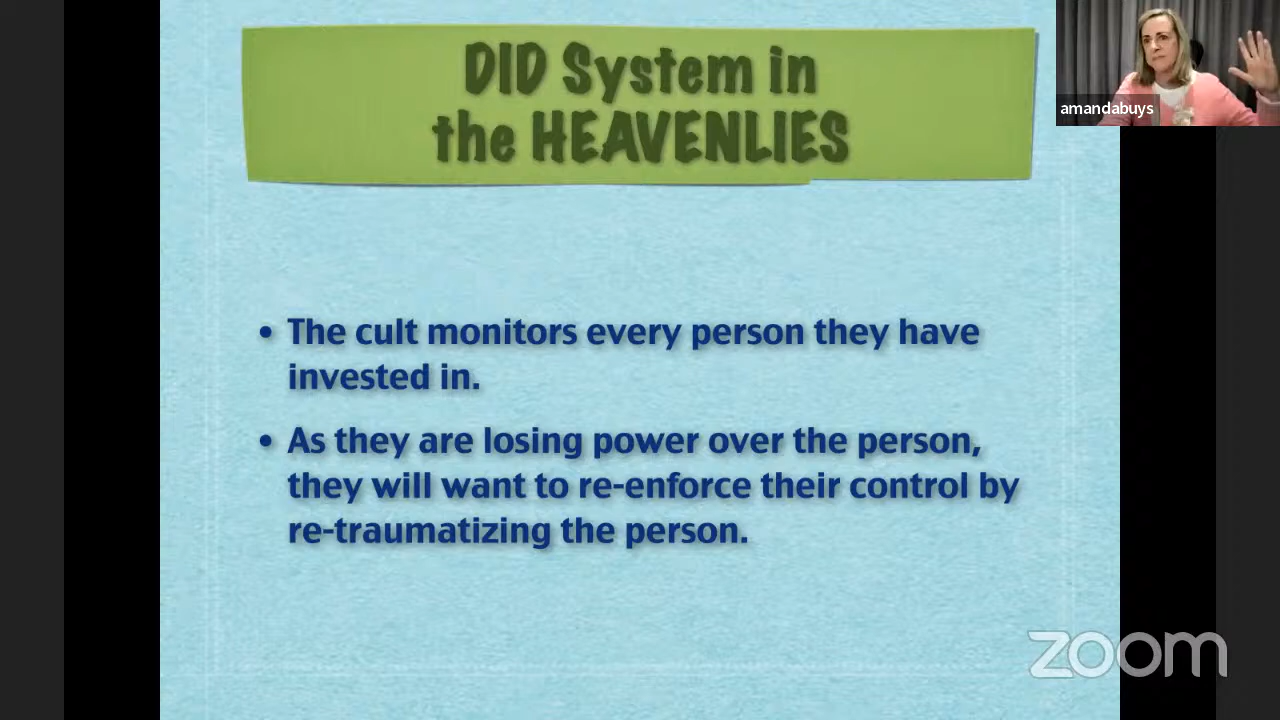 DID System in
the HEAVENLIES
amandabuys
• The cult monitors every person they have
invested in.
• As they are losing power over the person,
they will want to re-enforce their control by
re-traumatizing the person.
zoom